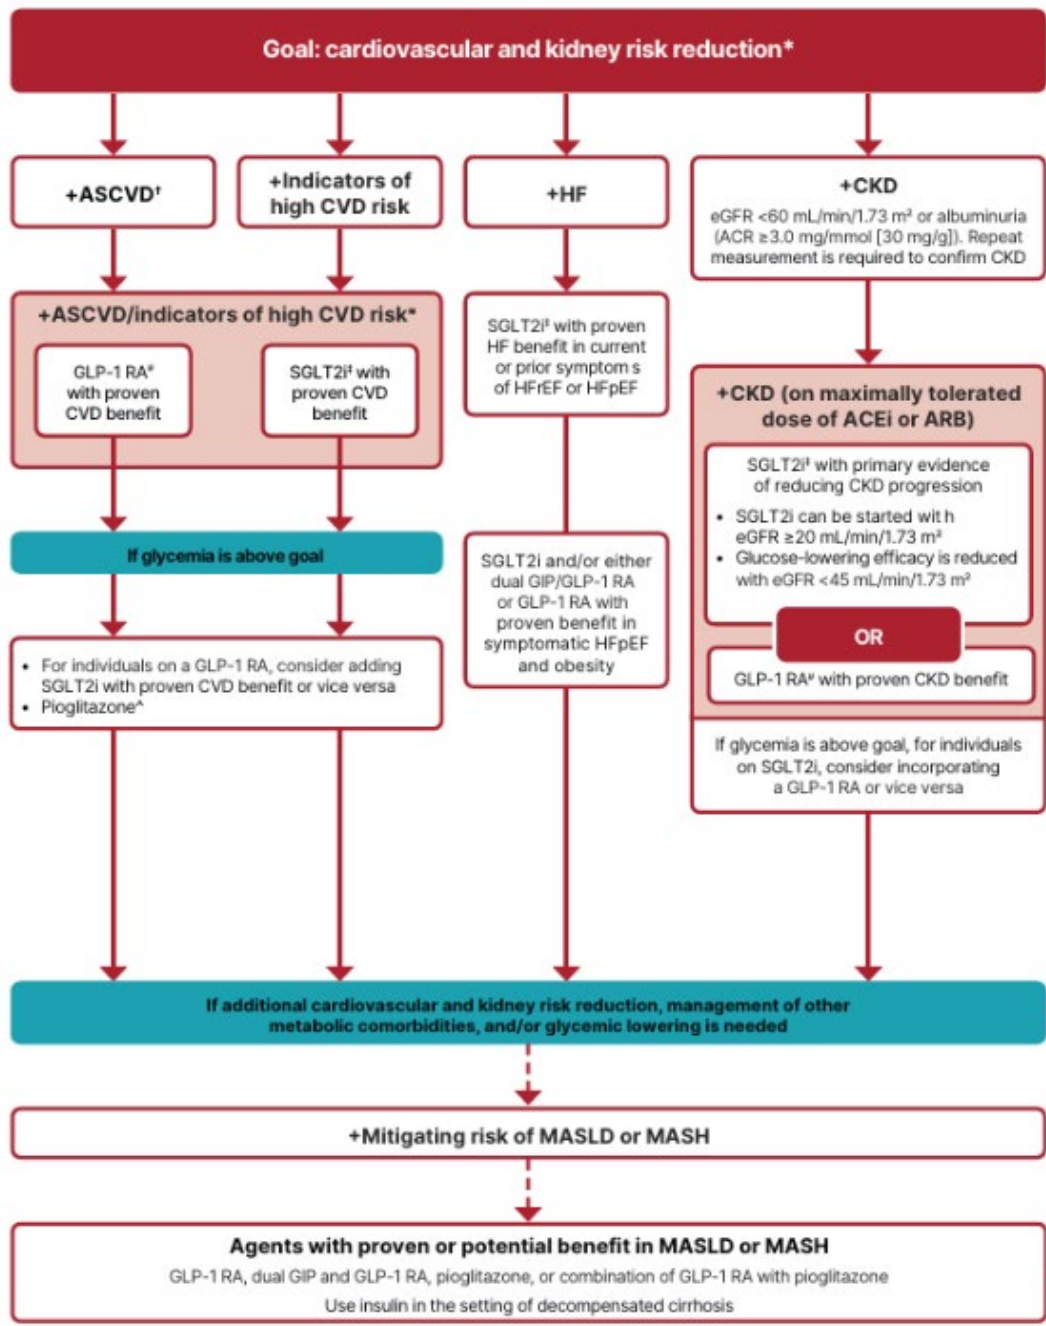 Goal: cardiovascular and kidney risk reduction*
+ASCVD†
+Indicators of
high CVD risk
+HF
+CKD
eGFR <60 mL/min/1.73 m² or albuminuria
(ACR ≥3.0 mg/mmol [30 mg/g]). Repeat
measurement is required to confirm CKD
+ASCVD/indicators of high CVD risk*
GLP-1 RA#
with proven
CVD benefit
SGLT2i‡ with
proven CVD
benefit
If glycemia is above goal
• For individuals on a GLP-1 RA, consider adding
SGLT2i with proven CVD benefit or vice versa
• Pioglitazone^
SGLT2i‡ with proven
HF benefit in current
or prior symptoms
of HFrEF or HFpEF
SGLT2i and/or either
dual GIP/GLP-1 RA
or GLP-1 RA with
proven benefit in
symptomatic HFpEF
and obesity
+CKD (on maximally tolerated
dose of ACEi or ARB)
SGLT2i‡ with primary evidence
of reducing CKD progression
• SGLT2i can be started with
eGFR ≥20 mL/min/1.73 m²
• Glucose-lowering efficacy is reduced
with eGFR <45 mL/min/1.73 m²
OR
GLP-1 RA# with proven CKD benefit
If glycemia is above goal, for individuals
on SGLT2i, consider incorporating
a GLP-1 RA or vice versa
If additional cardiovascular and kidney risk reduction, management of other
metabolic comorbidities, and/or glycemic lowering is needed
+Mitigating risk of MASLD or MASH
Agents with proven or potential benefit in MASLD or MASH
GLP-1 RA, dual GIP and GLP-1 RA, pioglitazone, or combination of GLP-1 RA with pioglitazone
Use insulin in the setting of decompensated cirrhosis